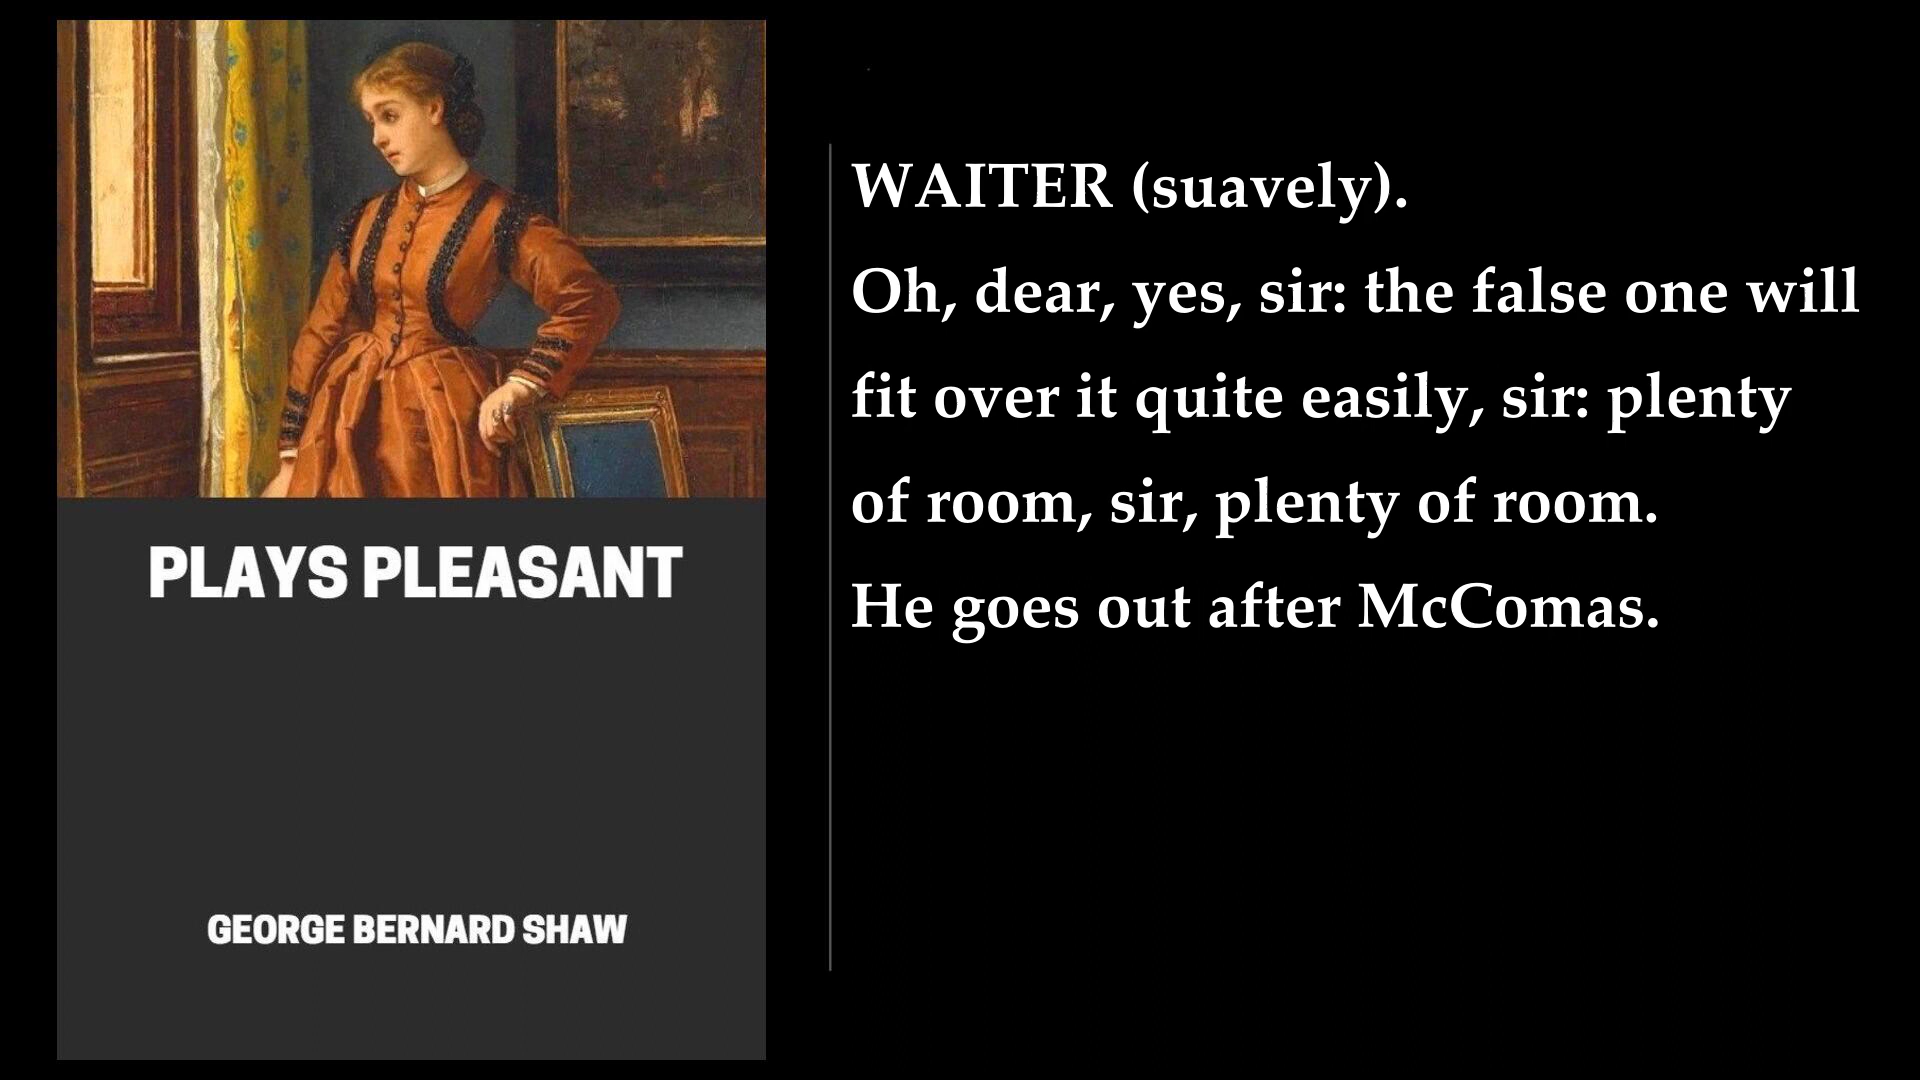 PLAYS PLEASANT
GEORGE BERNARD SHAW
WAITER (suavely).
Oh, dear, yes, sir: the false one will
fit over it quite easily, sir: plenty
of room, sir, plenty of room.
He goes out after McComas.